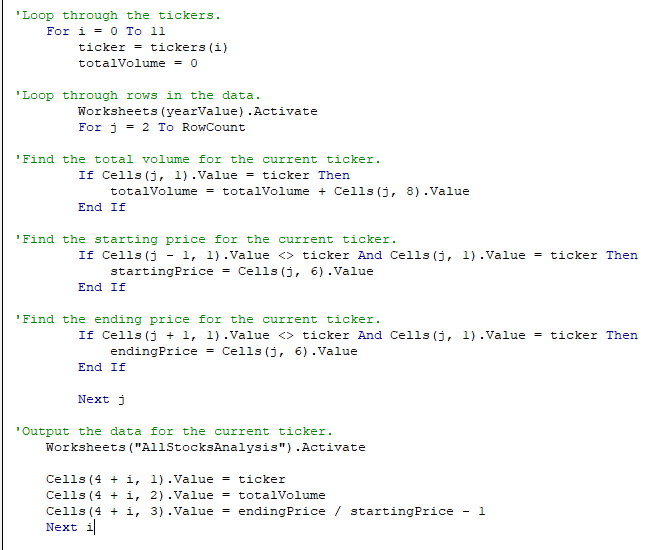 'Loop through the tickers.
For i = 0 To 11
ticker = tickers(i)
totalVolume = 0
'Loop through rows in the data.
Worksheets(yearValue).Activate
For j = 2 To RowCount
'Find the total volume for the current ticker.
If Cells(j, 1).Value = ticker Then
totalVolume = totalVolume + Cells(j, 8).Value
End If
'Find the starting price for the current ticker.
If Cells(j - 1, 1).Value <> ticker And Cells(j, 1).Value = ticker Then
startingPrice = Cells(j, 6).Value
End If
'Find the ending price for the current ticker.
If Cells(j + 1, 1).Value <> ticker And Cells(j, 1).Value = ticker Then
endingPrice = Cells(j, 6).Value
End If
Next j
'Output the data for the current ticker.
Worksheets("AllStocksAnalysis").Activate
Cells(4 + i, 1).Value = ticker
Cells(4 + i, 2).Value = totalVolume
Cells(4 + i, 3).Value = endingPrice / startingPrice - 1
Next i